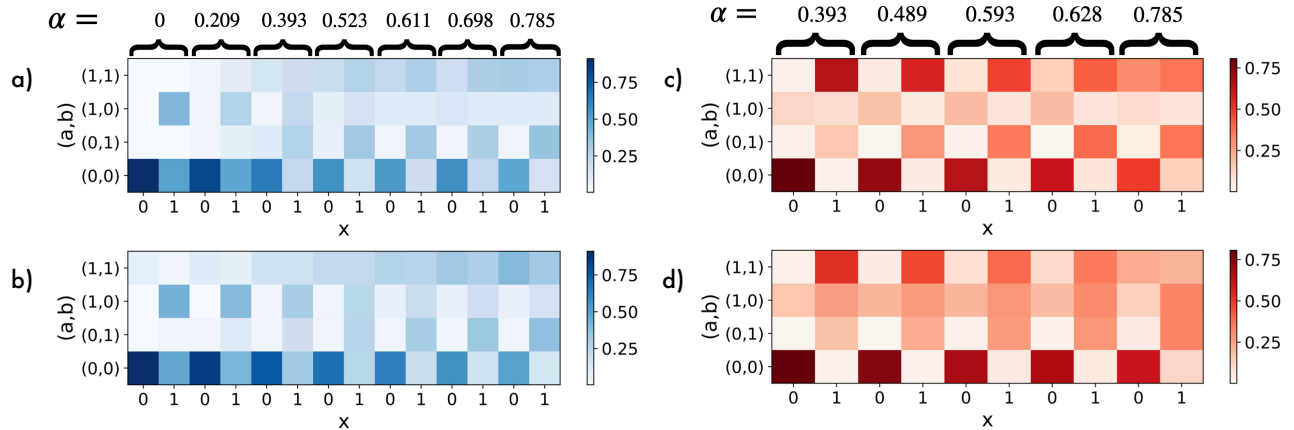 α = 0 0.209 0.393 0.523 0.611 0.698 0.785
a)
(a,b)
(1,1)
(1,0)
(0,1)
(0,0)
0 1 0 1 0 1 0 1 0 1 0 1 0 1
x
0.75
0.50
0.25
b)
(a,b)
(1,1)
(1,0)
(0,1)
(0,0)
0 1 0 1 0 1 0 1 0 1 0 1 0 1
x
0.75
0.50
0.25
α = 0.393 0.489 0.593 0.628 0.785
c)
(a,b)
(1,1)
(1,0)
(0,1)
(0,0)
0 1 0 1 0 1 0 1 0 1
x
0.75
0.50
0.25
d)
(a,b)
(1,1)
(1,0)
(0,1)
(0,0)
0 1 0 1 0 1 0 1 0 1
x
0.75
0.50
0.25